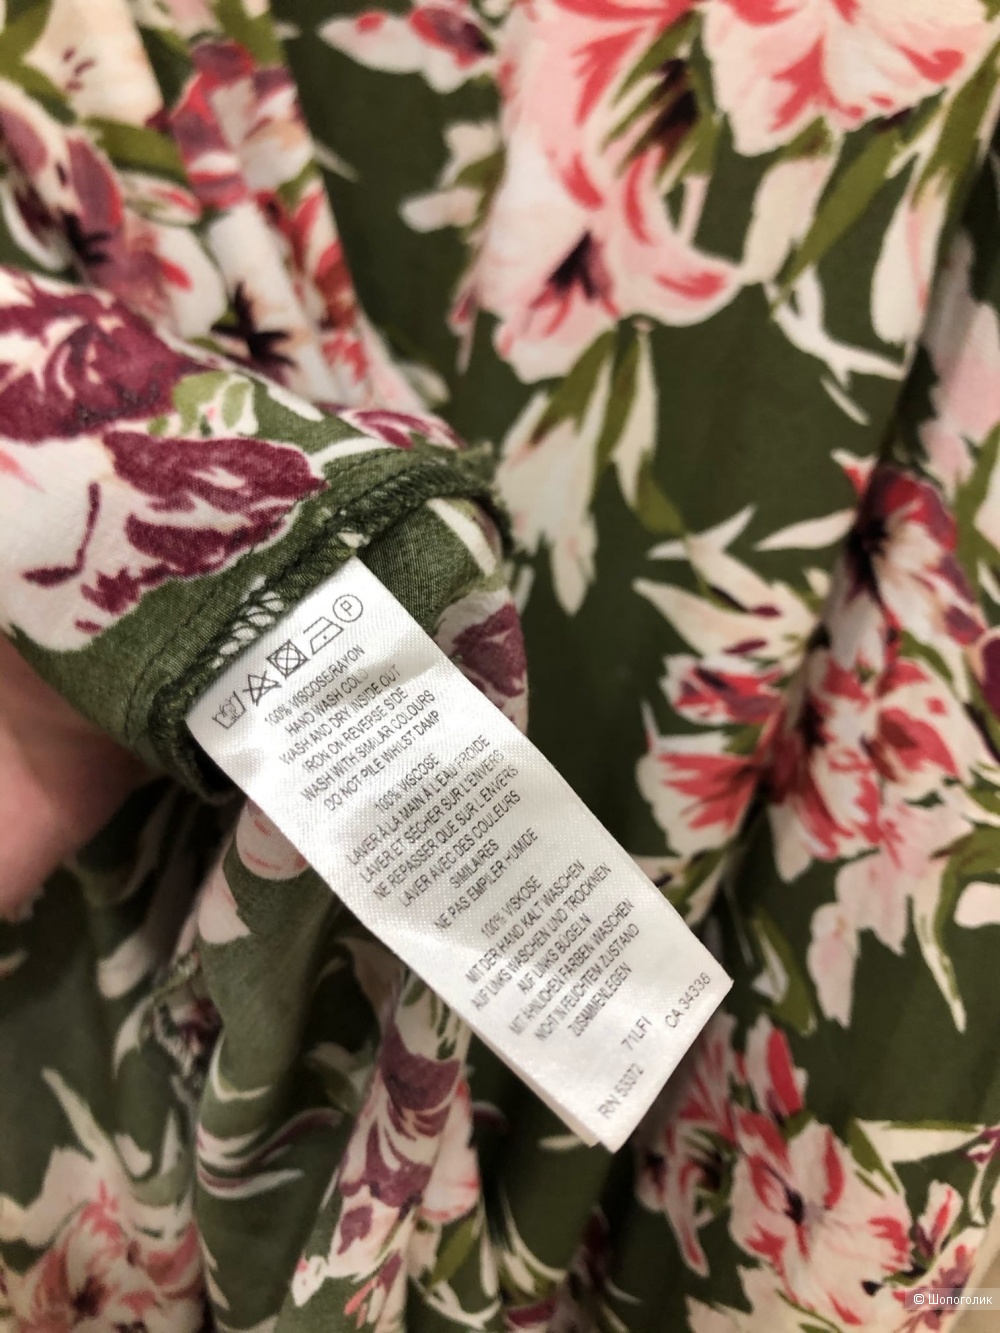 P
100% VISCOSE/RAYON
HAND WASH COLD
WASH AND DRY INSIDE OUT
IRON ON REVERSE SIDE
WASH WITH SIMILAR COLOURS
DO NOT PILE WHILST DAMP
100% VISCOSE
LAVER À LA MAIN À L'EAU FROIDE
LAVER ET SÉCHER SUR L'ENVERS
NE REPASSER QUE SUR L'ENVERS
LAVER AVEC DES COULEURS
SIMILAIRES
NE PAS EMPILER HUMIDE
100% VISKOSE
MIT DER HAND KALT WASCHEN
AUF LINKS WASCHEN UND TROCKNEN
AUF LINKS BÜGELN
MIT ÄHNLICHEN FARBEN WASCHEN
NICHT IN FEUCHTEM ZUSTAND
ZUSAMMENLEGEN
71LFI
RN 53372 CA 34338
© Шопоголик